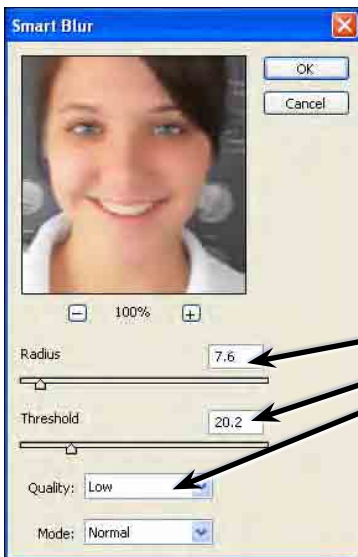 Smart Blur
OK
Cancel
100%
Radius
7.6
Threshold
20.2
Quality: Low
Mode: Normal